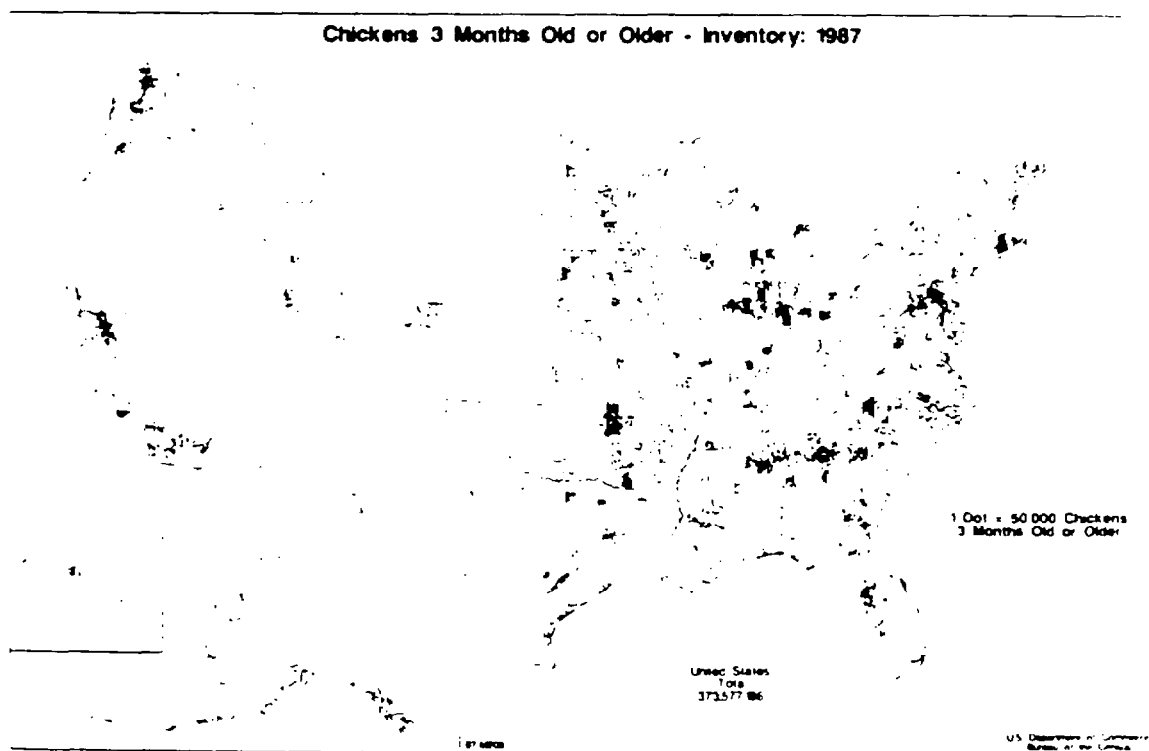 Chickens 3 Months Old or Older - Inventory: 1987
1 Dot = 50 000 Chickens
3 Months Old or Older
United States
Total
U.S. Department of Commerce
Bureau of the Census